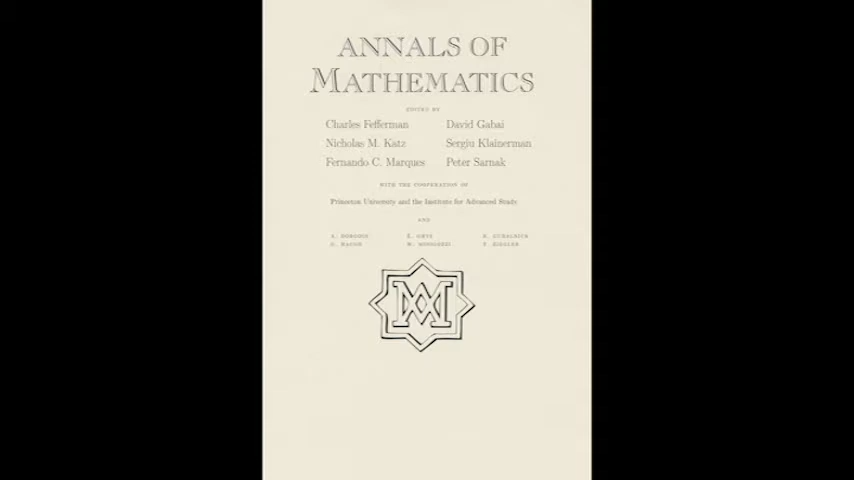 ANNALS OF
MATHEMATICS
EDITED BY
Charles Fefferman David Gabai
Nicholas M. Katz Sergiu Klainerman
Fernando C. Marques Peter Sarnak
WITH THE COOPERATION OF
Princeton University and the Institute for Advanced Study
AND